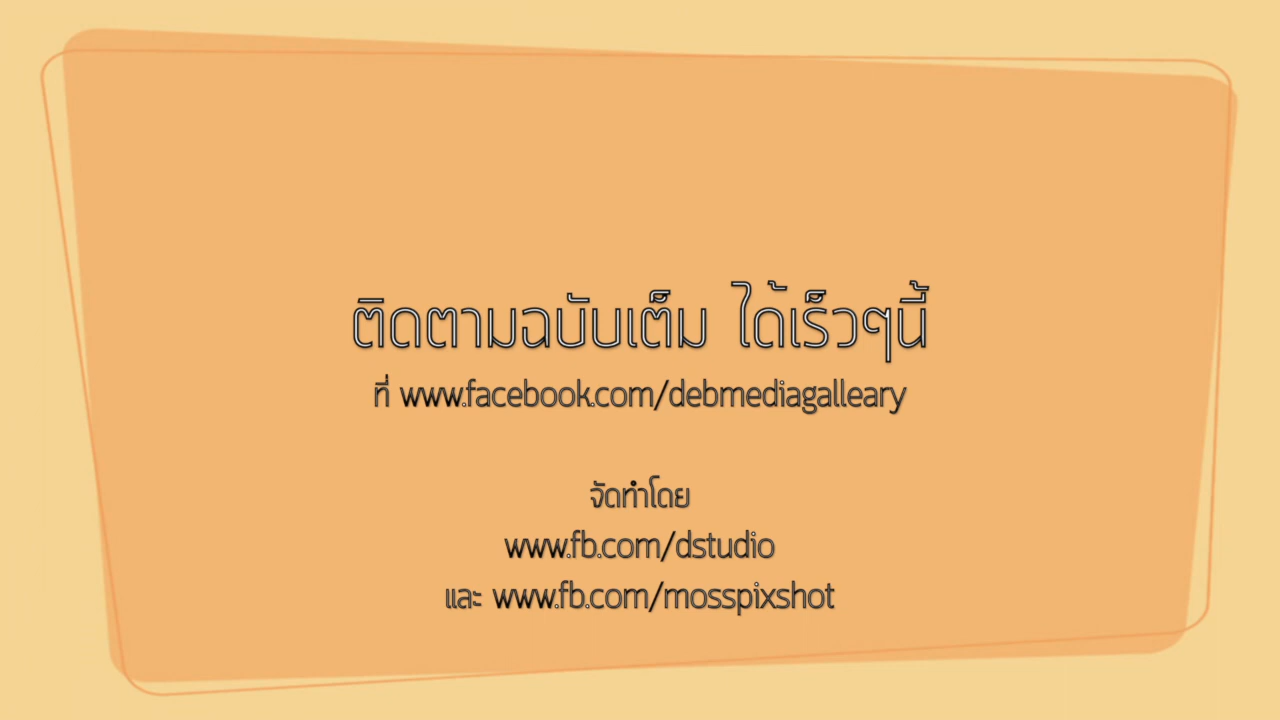 ติดตามฉบับเต็ม ได้เร็วๆนี้
ที่ www.facebook.com/debmediagalleary
จัดทำโดย
www.fb.com/dstudio
และ www.fb.com/mosspixshot